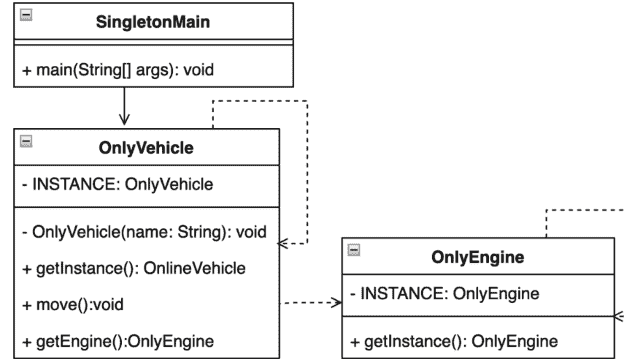 SingletonMain
+ main(String[] args): void
OnlyVehicle
- INSTANCE: OnlyVehicle
- OnlyVehicle(name: String): void
+ getInstance(): OnlineVehicle
+ move():void
+ getEngine():OnlyEngine
OnlyEngine
- INSTANCE: OnlyEngine
+ getInstance(): OnlyEngine